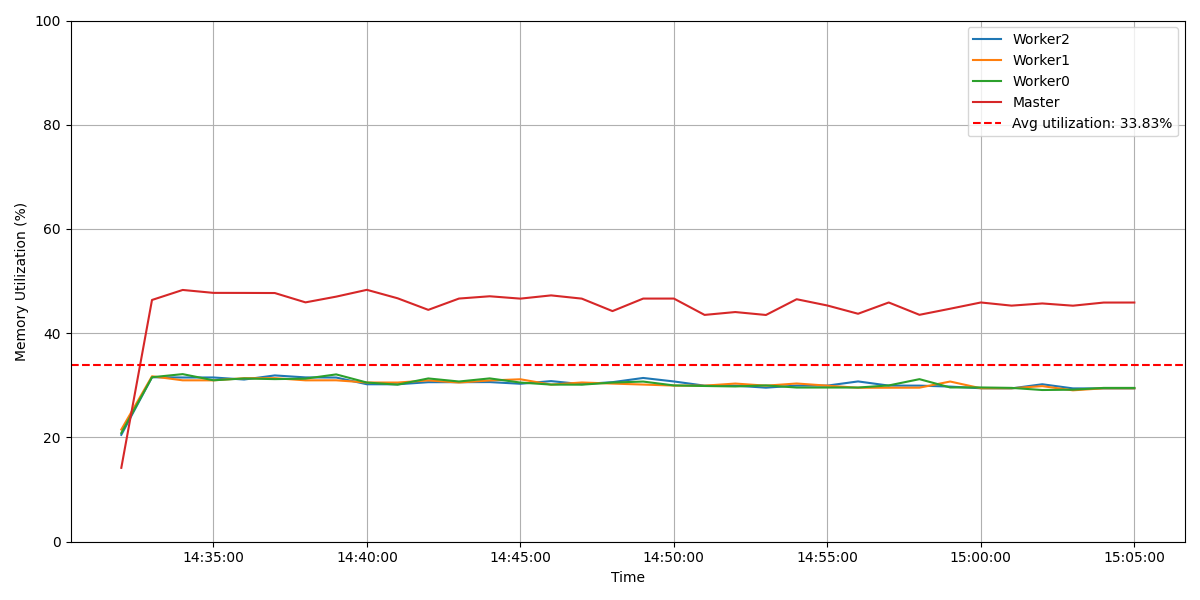 100
80
60
40
20
0
Memory Utilization (%)
Worker2
Worker1
Worker0
Master
Avg utilization: 33.83%
14:35:00
14:40:00
14:45:00
14:50:00
14:55:00
15:00:00
15:05:00
Time